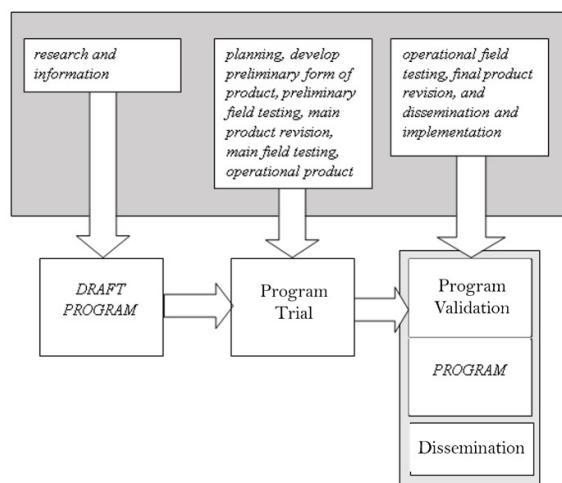 research and
information
planning, develop
preliminary form of
product, preliminary
field testing, main
product revision,
main field testing,
operational product
operational field
testing, final product
revision, and
dissemination and
implementation
DRAFT
PROGRAM
Program
Trial
Program
Validation
PROGRAM
Dissemination